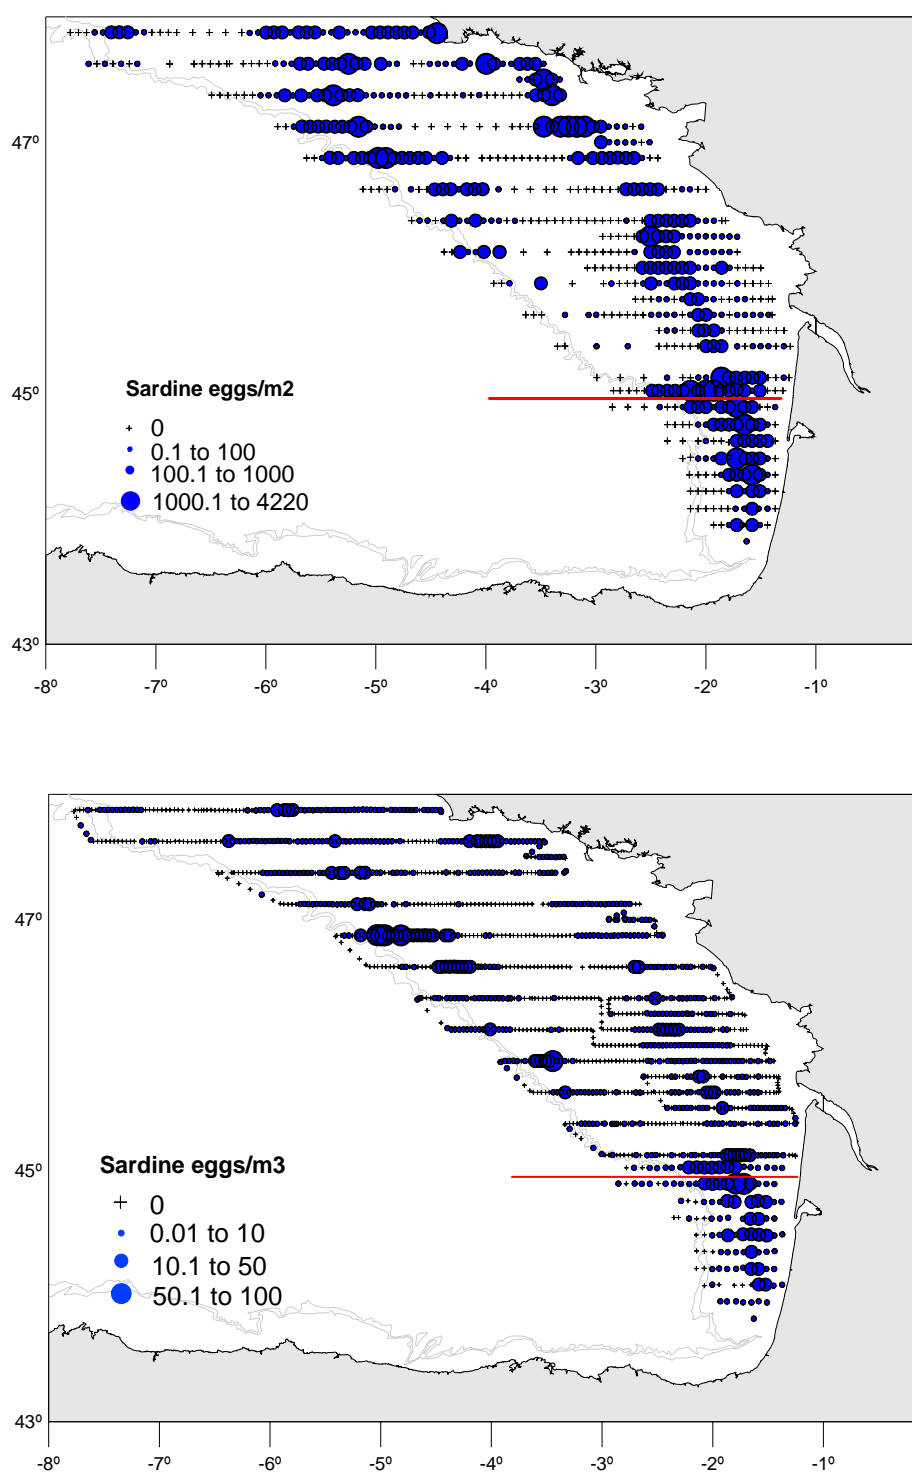 47º
45º
Sardine eggs/m2
0
0.1 to 100
100.1 to 1000
1000.1 to 4220
43º
-8º -7º -6º -5º -4º -3º -2º -1º
47º
45º
Sardine eggs/m3
0
0.01 to 10
10.1 to 50
50.1 to 100
43º
-8º -7º -6º -5º -4º -3º -2º -1º